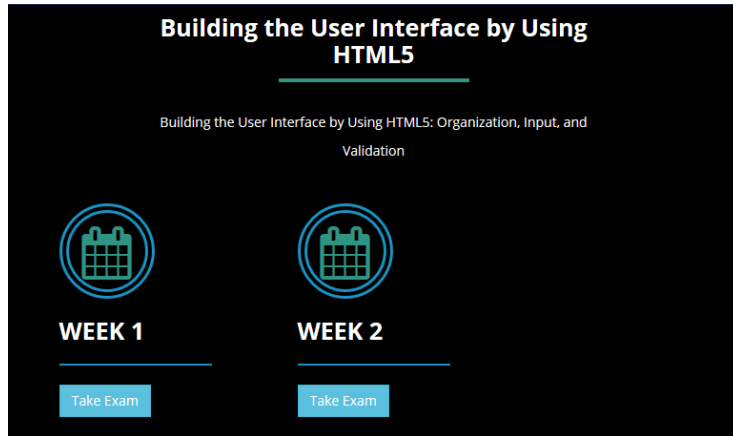 Building the User Interface by Using
HTML5
Building the User Interface by Using HTML5: Organization, Input, and
Validation
WEEK 1
WEEK 2
Take Exam
Take Exam